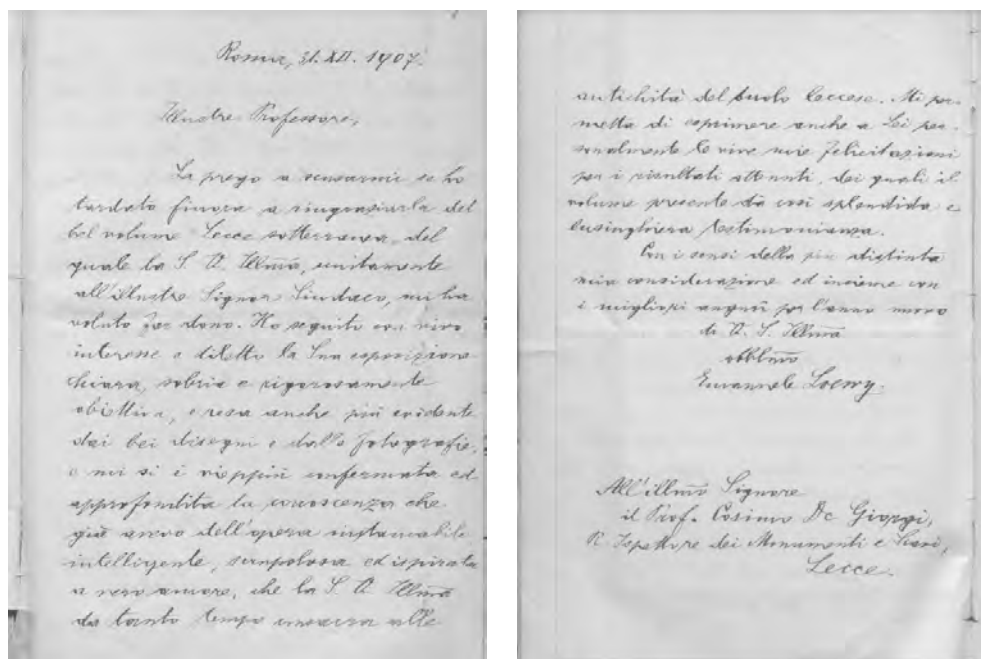 Roma, 31. XII. 1907.
Illustre Professore,
La prego a scusarmi se ho
tardato finora a ringraziarla del
bel volume Lecce sotterranea, del
quale la S. V. Illm̃a, unitamente
all'illustre Signor Sindaco, mi ha
voluto far dono. Ho seguito con vivo
interesse e diletto la Sua esposizione
chiara, sobria e rigorosamente
obiettiva, e resa anche più evidente
dai bei disegni e dalle fotografie,
e mi si è vieppiù confermata ed
approfondita la conoscenza che
già avevo dell'opera instancabile
intelligente, scrupolosa ed ispirata
a vero amore, che la S. V. Illm̃a
da tanto tempo consacra alle
antichità del suolo leccese. Mi per-
metta di esprimere anche a Lei per-
sonalmente le vive mie felicitazioni
per i risultati ottenuti, dei quali il
volume presente dà così splendida e
lusinghiera testimonianza.
Con i sensi della più distinta
mia considerazione ed insieme con
i migliori auguri per l'anno nuovo
di V. S. Illm̃a
obblm̃o
Emanuele Loewy.
All'illm̃o Signore
il Prof. Cosimo De Giorgi,
R. Ispettore dei Monumenti e Scavi,
Lecce.